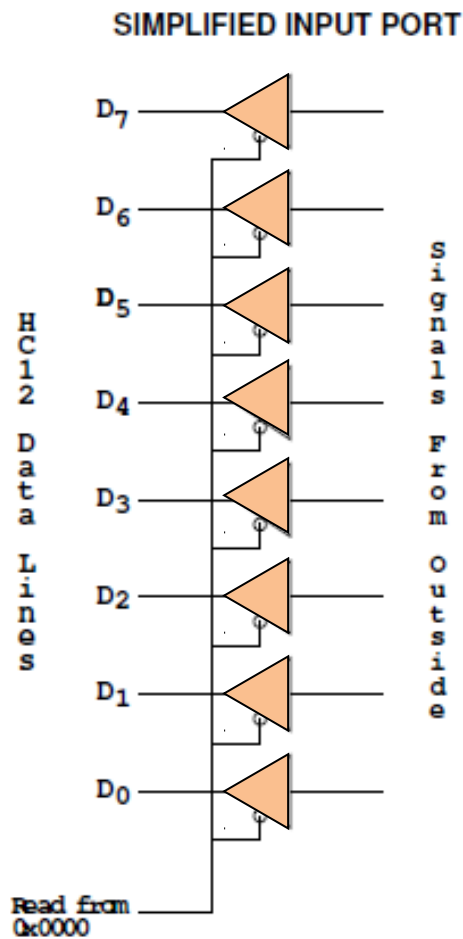 SIMPLIFIED INPUT PORT
D7
D6
D5
D4
D3
D2
D1
D0
HC12 Data Lines
Signals From Outside
Read from
0x0000